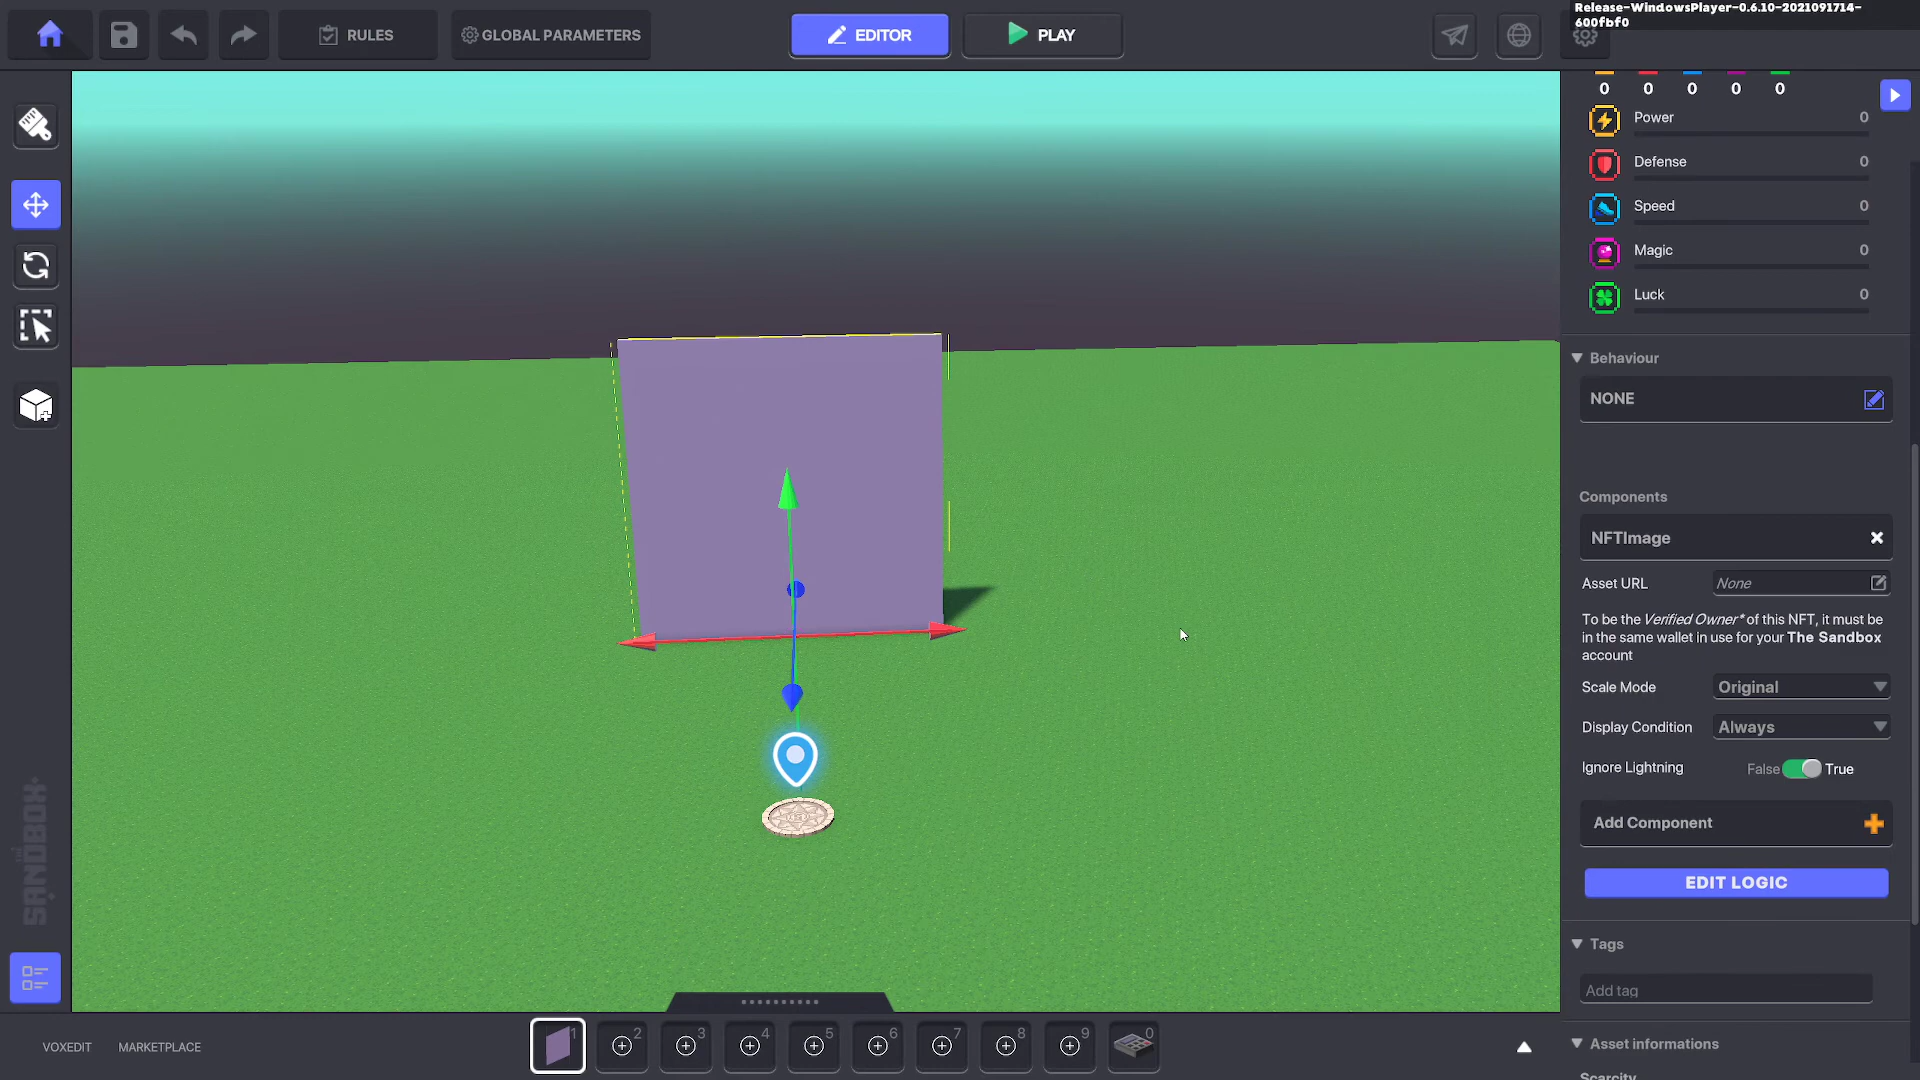 Release-WindowsPlayer-0.6.10-2021091714-
600fbf0
RULES
GLOBAL PARAMETERS
EDITOR
PLAY
0 0 0 0 0
Power 0
Defense 0
Speed 0
Magic 0
Luck 0
Behaviour
NONE
Components
NFTImage
Asset URL None
To be the Verified Owner* of this NFT, it must be
in the same wallet in use for your The Sandbox
account
Scale Mode Original
Display Condition Always
Ignore Lightning False True
Add Component
EDIT LOGIC
Tags
Add tag
Asset informations
Scarcity
THE SANDBOX
VOXEDIT MARKETPLACE
1 2 3 4 5 6 7 8 9 0